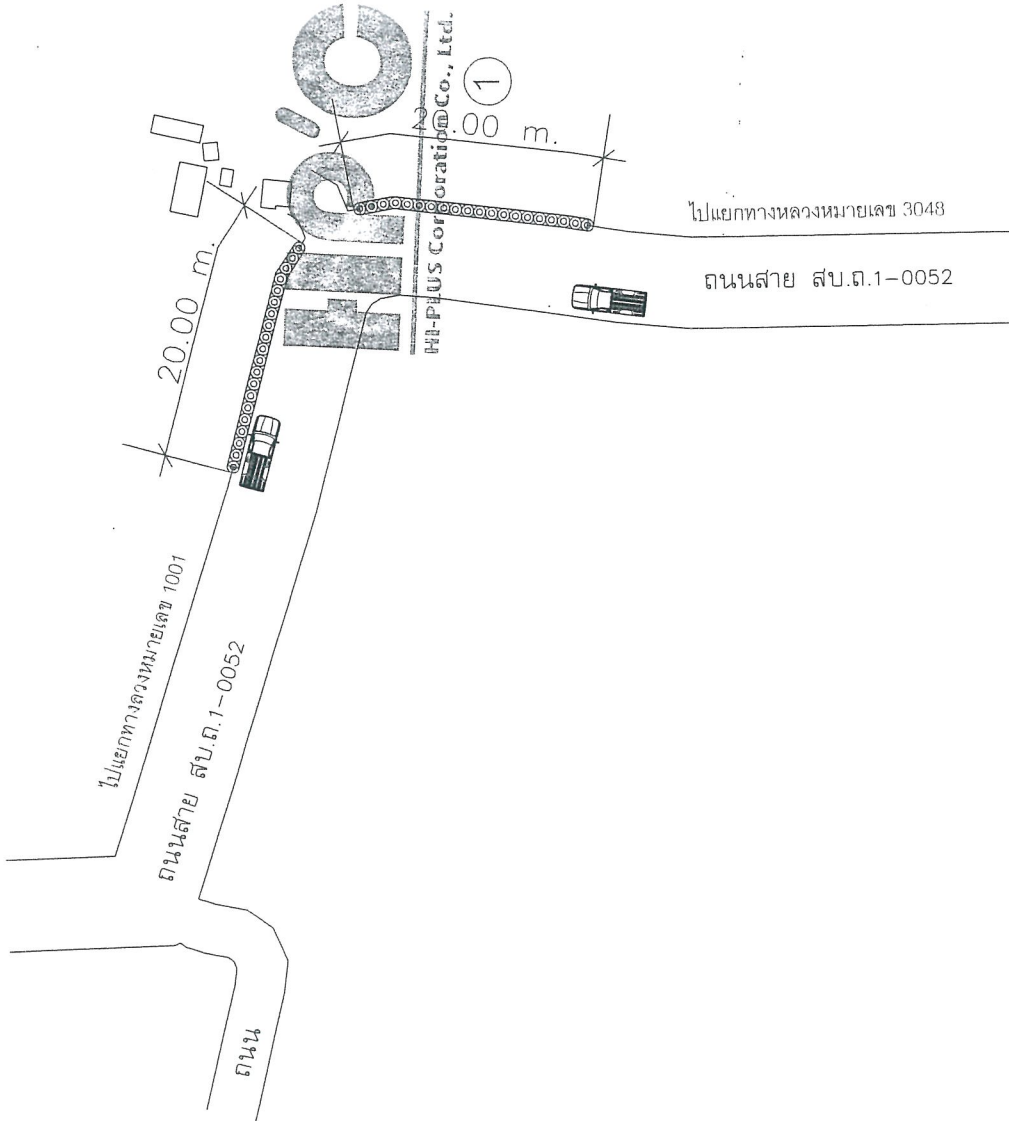 HI-PLUS Corporation Co., Ltd.
1
.00 m.
20.00 m.
ไปแยกทางหลวงหมายเลข 3048
ถนนสาย สบ.ถ.1-0052
ไปแยกทางลวงหมายเลข 1001
ถนนสาย สบ.ถ.1-0052
ถนน